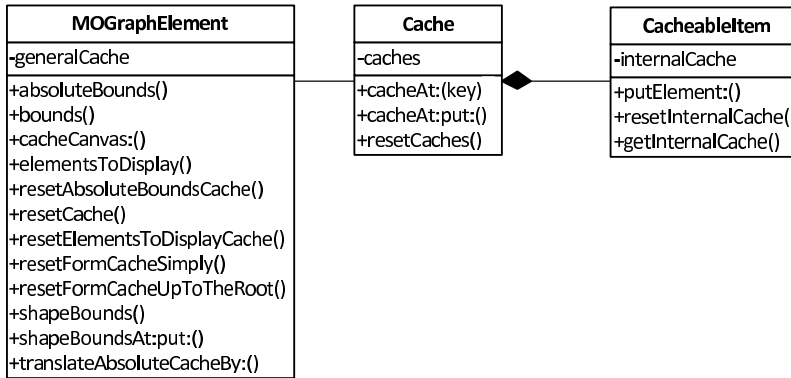 MOGraphElement
-generalCache
+absoluteBounds()
+bounds()
+cacheCanvas:()
+elementsToDisplay()
+resetAbsoluteBoundsCache()
+resetCache()
+resetElementsToDisplayCache()
+resetFormCacheSimply()
+resetFormCacheUpToTheRoot()
+shapeBounds()
+shapeBoundsAt:put:()
+translateAbsoluteCacheBy:()
Cache
-caches
+cacheAt:(key)
+cacheAt:put:()
+resetCaches()
CacheableItem
-internalCache
+putElement:()
+resetInternalCache(
+getInternalCache()